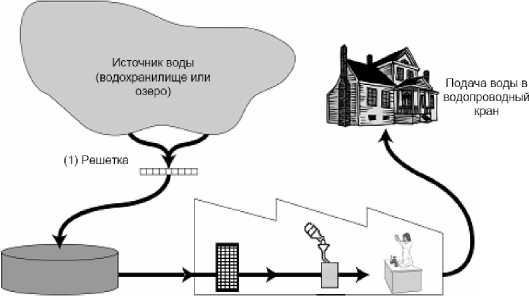 Источник воды
(водохранилище или
озеро)
Подача воды в
водопроводный
кран
(1) Решетка